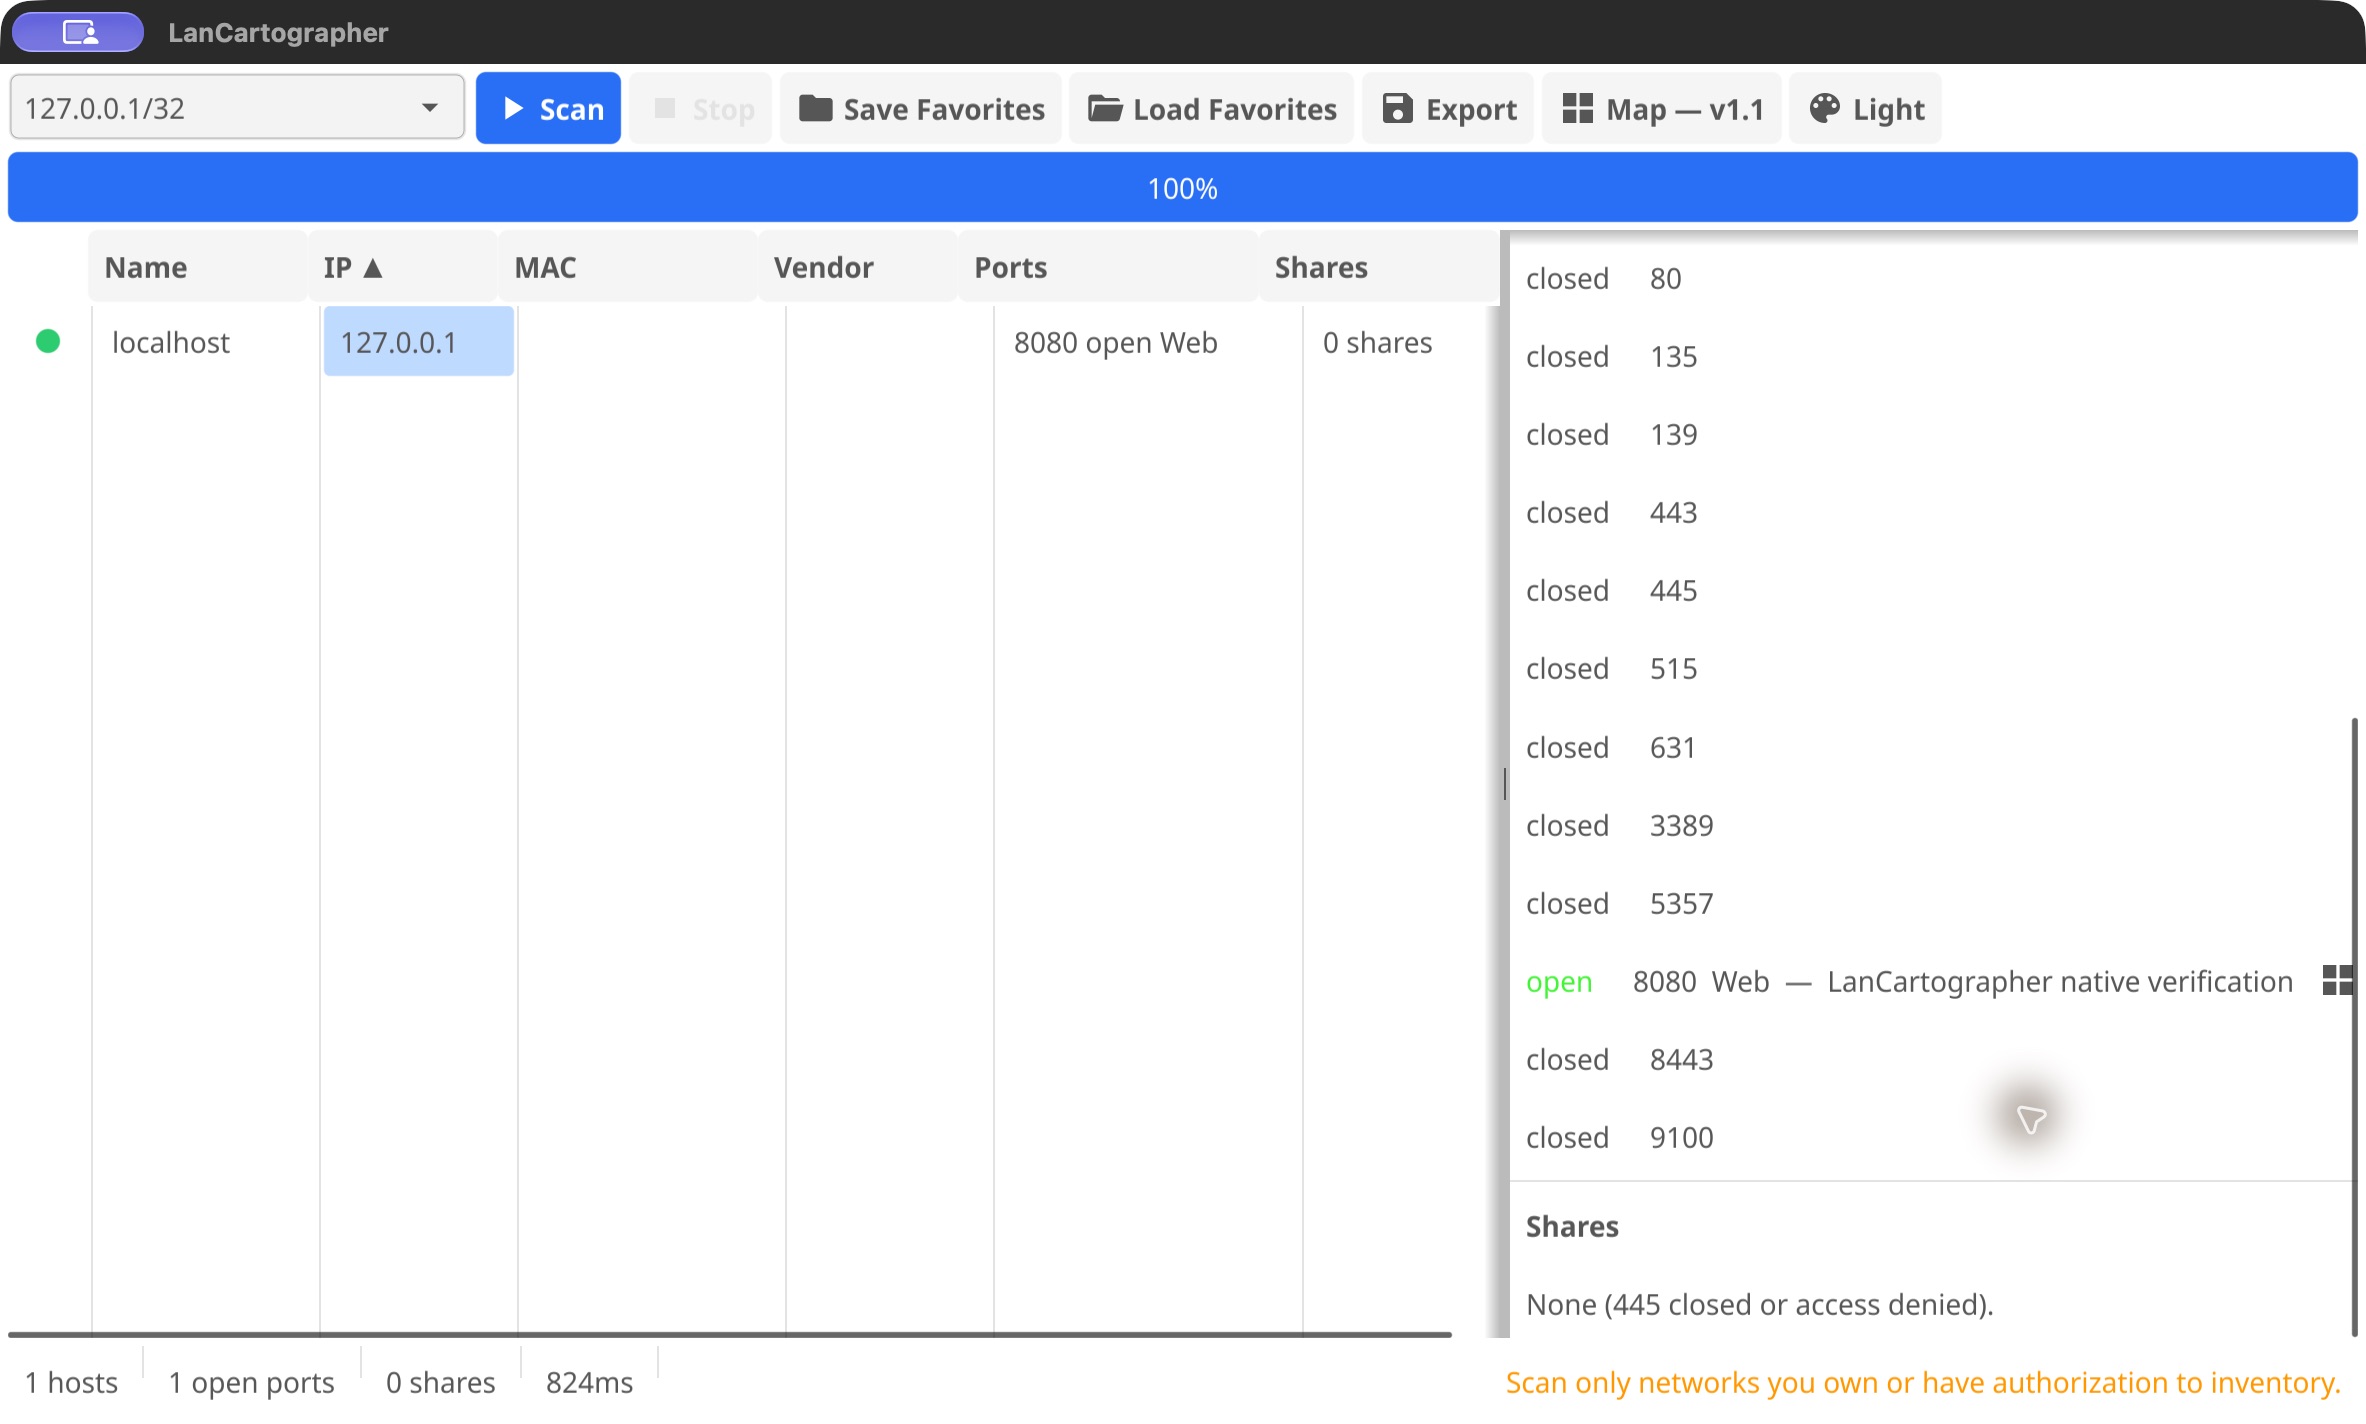 LanCartographer
127.0.0.1/32 Scan Stop Save Favorites Load Favorites Export Map — v1.1 Light
100%
Name IP ▲ MAC Vendor Ports Shares
localhost 127.0.0.1 8080 open Web 0 shares
closed 80
closed 135
closed 139
closed 443
closed 445
closed 515
closed 631
closed 3389
closed 5357
open 8080 Web — LanCartographer native verification
closed 8443
closed 9100
Shares
None (445 closed or access denied).
1 hosts 1 open ports 0 shares 824ms
Scan only networks you own or have authorization to inventory.